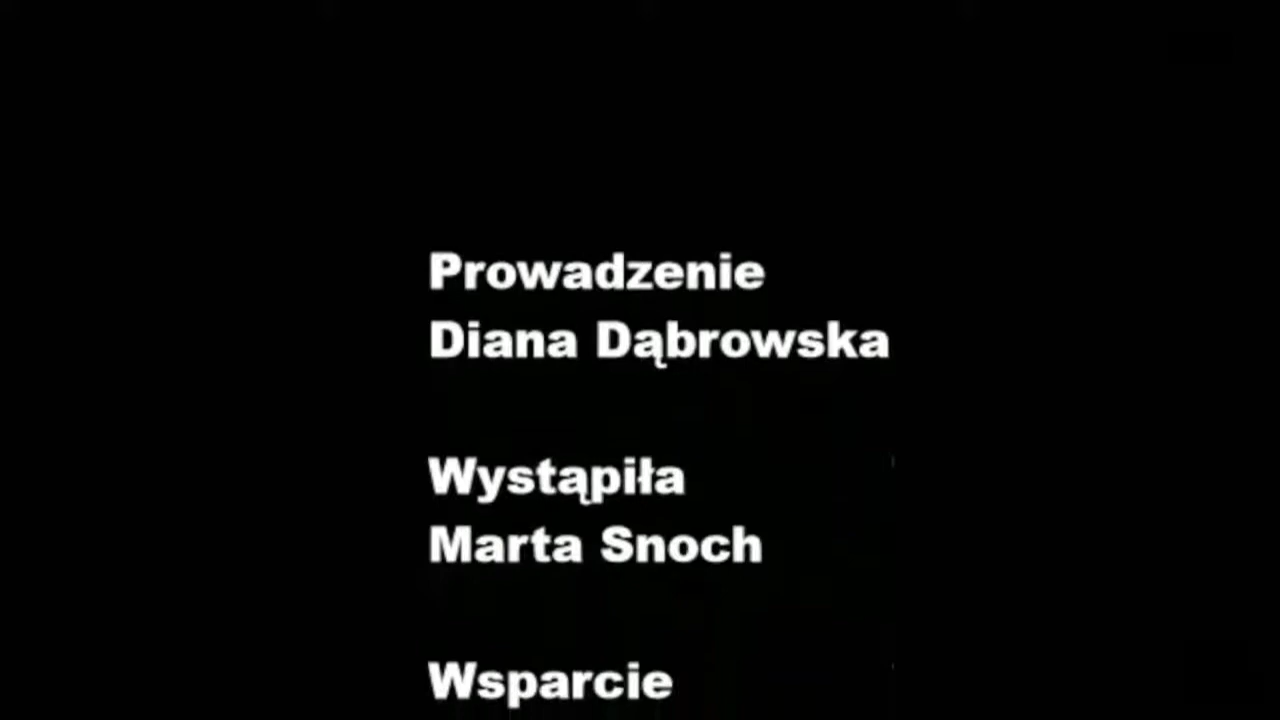 Prowadzenie
Diana Dąbrowska
Wystąpiła
Marta Snoch
Wsparcie